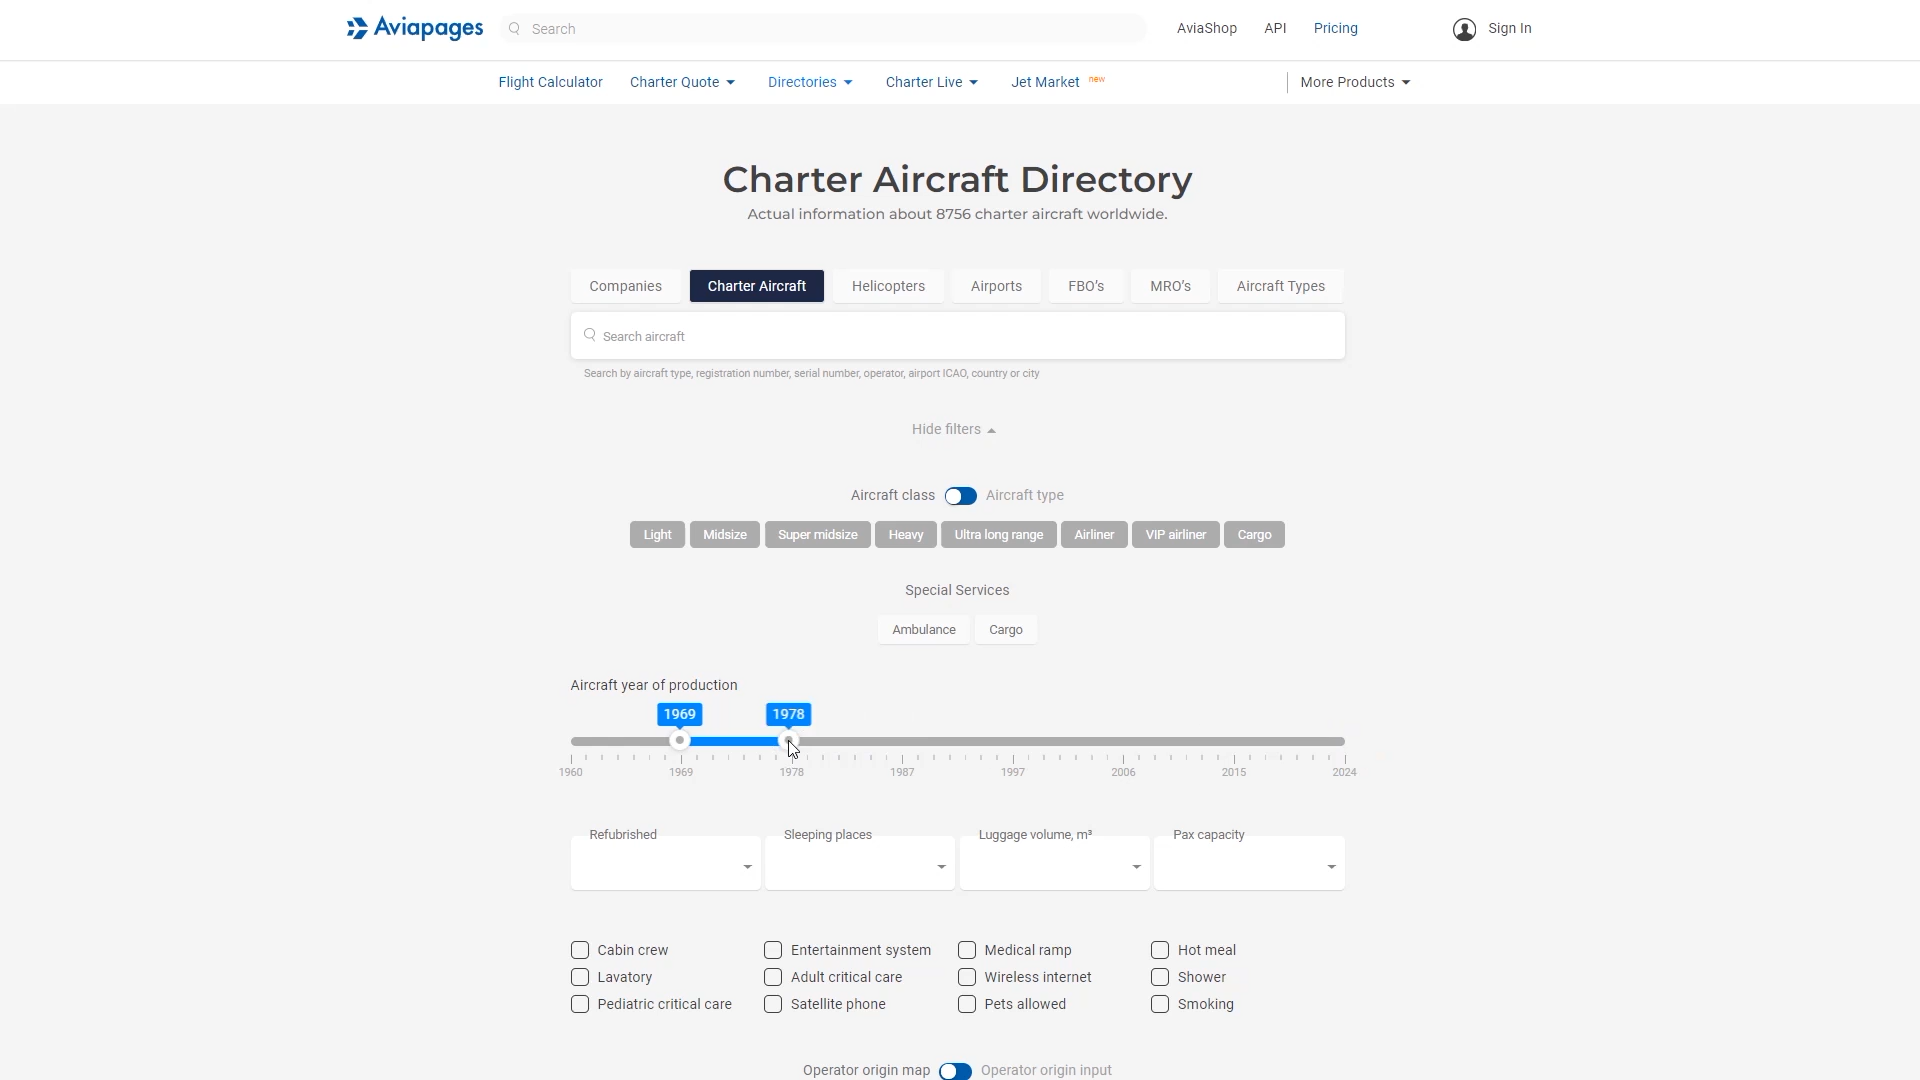 Aviapages
Search
AviaShop
API
Pricing
Sign In
Flight Calculator
Charter Quote
Directories
Charter Live
Jet Market new
More Products
Charter Aircraft Directory
Actual information about 8756 charter aircraft worldwide.
Companies
Charter Aircraft
Helicopters
Airports
FBO's
MRO's
Aircraft Types
Search aircraft
Search by aircraft type, registration number, serial number, operator, airport ICAO, country or city
Hide filters
Aircraft class
Aircraft type
Light
Midsize
Super midsize
Heavy
Ultra long range
Airliner
VIP airliner
Cargo
Special Services
Ambulance
Cargo
Aircraft year of production
1969
1978
1960
1969
1978
1987
1997
2006
2015
2024
Refubrished
Sleeping places
Luggage volume, m³
Pax capacity
Cabin crew
Entertainment system
Medical ramp
Hot meal
Lavatory
Adult critical care
Wireless internet
Shower
Pediatric critical care
Satellite phone
Pets allowed
Smoking
Operator origin map
Operator origin input